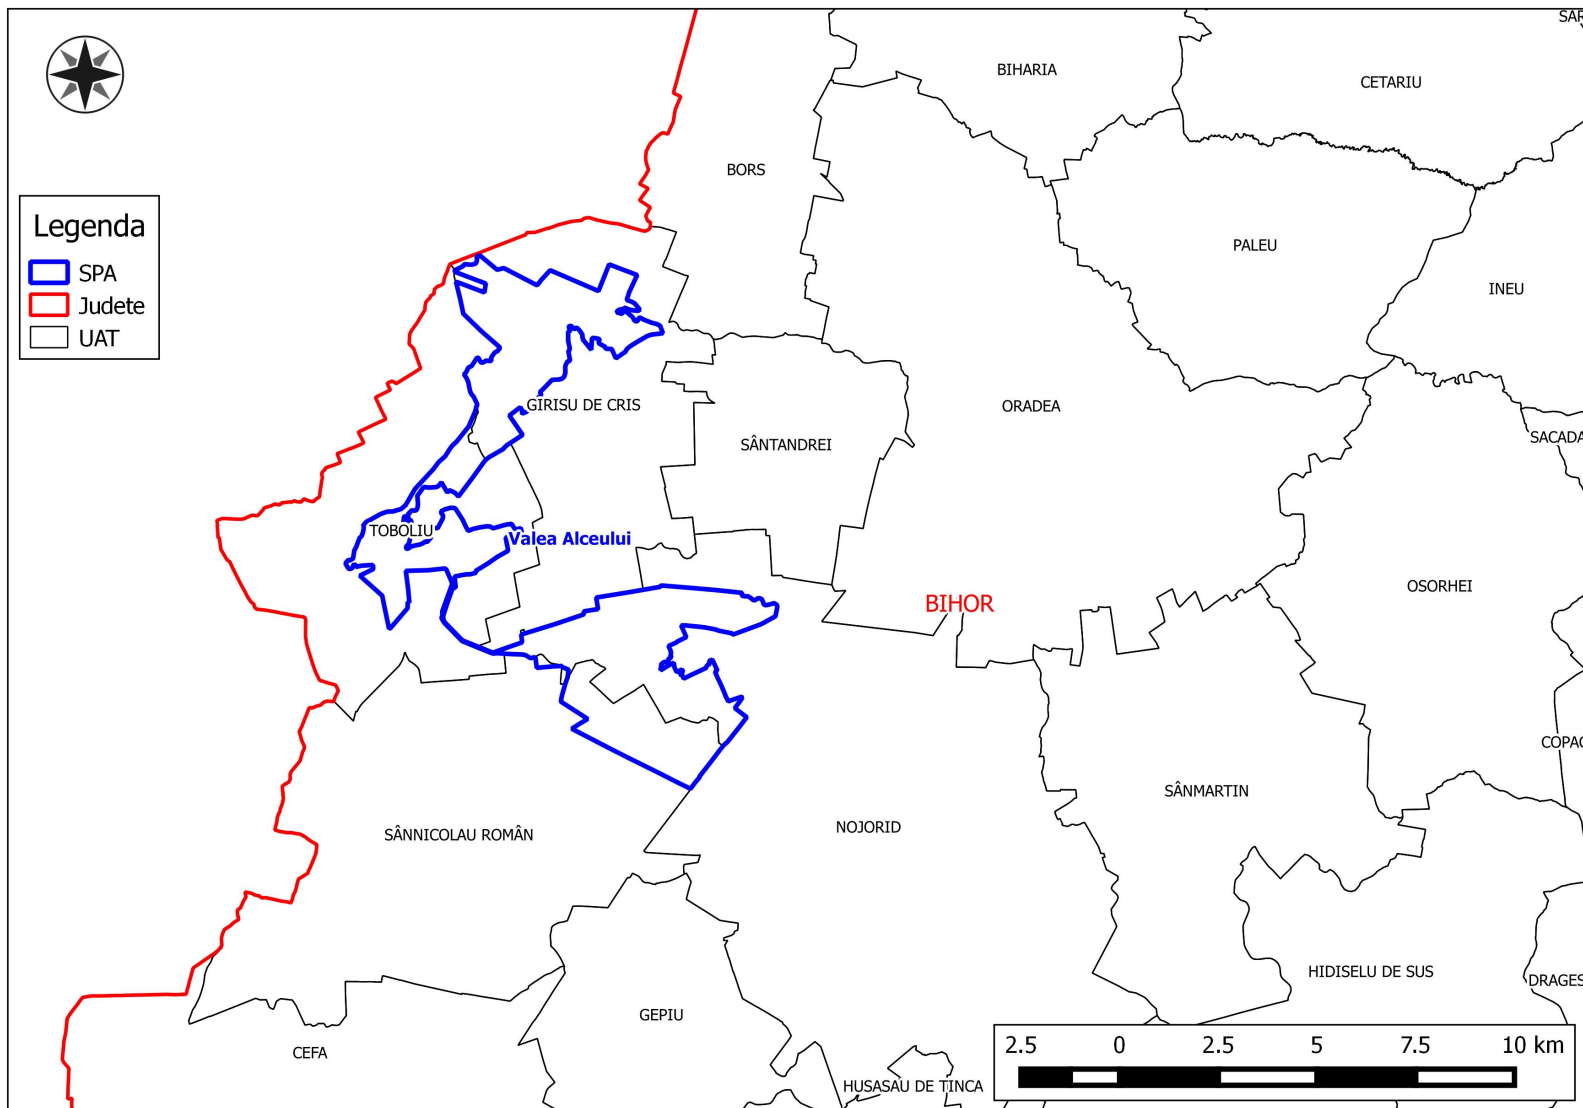 SAR
BIHARIA
CETARIU
BORS
Legenda
SPA
Judete
UAT
PALEU
INEU
GIRISU DE CRIS
ORADEA
SÂNTANDREI
SACADA
TOBOLIU
Valea Alceului
OSORHEI
BIHOR
COPAC
SÂNMARTIN
SÂNNICOLAU ROMÂN
NOJORID
HIDISELU DE SUS
DRAGES
GEPIU
CEFA
HUSASAU DE TINCA
2.5 0 2.5 5 7.5 10 km